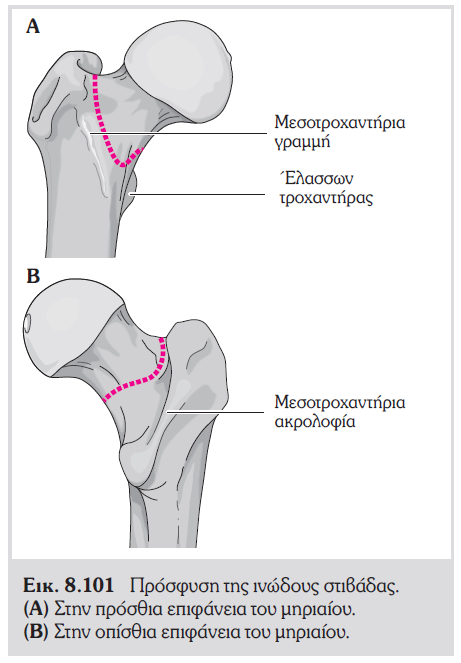 Α
Μεσοτροχαντήρια
γραμμή
Έλασσων
τροχαντήρας
Β
Μεσοτροχαντήρια
ακρολοφία
Εικ. 8.101 Πρόσφυση της ινώδους στιβάδας.
(Α) Στην πρόσθια επιφάνεια του μηριαίου.
(Β) Στην οπίσθια επιφάνεια του μηριαίου.